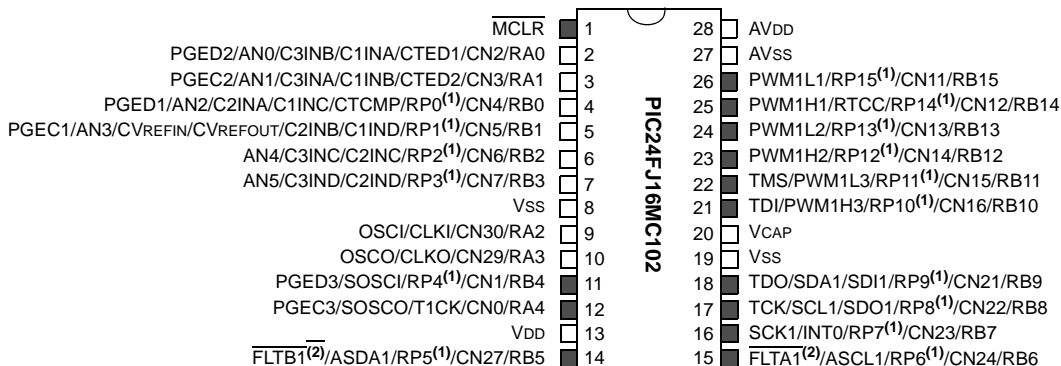 MCLR 1 28 AVDD
PGED2/AN0/C3INB/C1INA/CTED1/CN2/RA0 2 27 AVSS
PGEC2/AN1/C3INA/C1INB/CTED2/CN3/RA1 3 26 PWM1L1/RP15(1)/CN11/RB15
PGED1/AN2/C2INA/C1INC/CTCMP/RP0(1)/CN4/RB0 4 25 PWM1H1/RTCC/RP14(1)/CN12/RB14
PGEC1/AN3/CVREFIN/CVREFOUT/C2INB/C1IND/RP1(1)/CN5/RB1 5 24 PWM1L2/RP13(1)/CN13/RB13
AN4/C3INC/C2INC/RP2(1)/CN6/RB2 6 23 PWM1H2/RP12(1)/CN14/RB12
AN5/C3IND/C2IND/RP3(1)/CN7/RB3 7 22 TMS/PWM1L3/RP11(1)/CN15/RB11
VSS 8 21 TDI/PWM1H3/RP10(1)/CN16/RB10
OSCI/CLKI/CN30/RA2 9 20 VCAP
OSCO/CLKO/CN29/RA3 10 19 VSS
PGED3/SOSCI/RP4(1)/CN1/RB4 11 18 TDO/SDA1/SDI1/RP9(1)/CN21/RB9
PGEC3/SOSCO/T1CK/CN0/RA4 12 17 TCK/SCL1/SDO1/RP8(1)/CN22/RB8
VDD 13 16 SCK1/INT0/RP7(1)/CN23/RB7
FLTB1(2)/ASDA1/RP5(1)/CN27/RB5 14 15 FLTA1(2)/ASCL1/RP6(1)/CN24/RB6
PIC24FJ16MC102